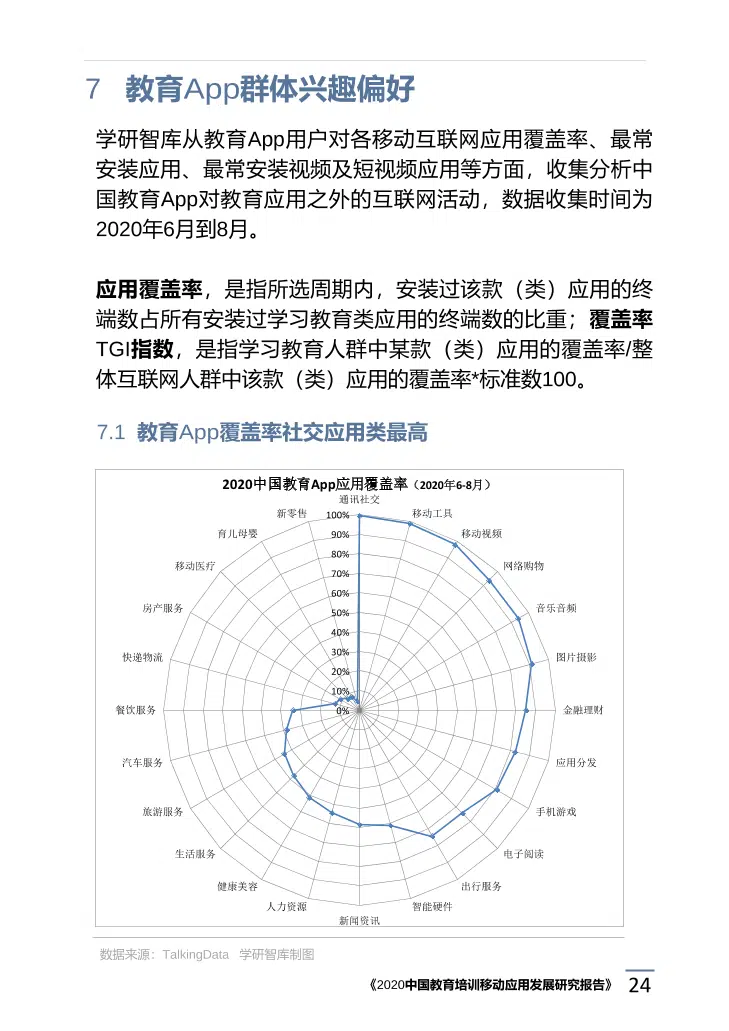 7 教育App群体兴趣偏好
学研智库从教育App用户对各移动互联网应用覆盖率、最常
安装应用、最常安装视频及短视频应用等方面，收集分析中
国教育App对教育应用之外的互联网活动，数据收集时间为
2020年6月到8月。
应用覆盖率，是指所选周期内，安装过该款（类）应用的终
端数占所有安装过学习教育类应用的终端数的比重；覆盖率
TGI指数，是指学习教育人群中某款（类）应用的覆盖率/整
体互联网人群中该款（类）应用的覆盖率*标准数100。
7.1 教育App覆盖率社交应用类最高
2020中国教育App应用覆盖率（2020年6-8月）
通讯社交
移动工具
移动视频
网络购物
音乐音频
图片摄影
金融理财
应用分发
手机游戏
电子阅读
出行服务
智能硬件
新闻资讯
人力资源
健康美容
生活服务
旅游服务
汽车服务
餐饮服务
快递物流
房产服务
移动医疗
育儿母婴
新零售
100%
90%
80%
70%
60%
50%
40%
30%
20%
10%
0%
数据来源：TalkingData 学研智库制图
《2020中国教育培训移动应用发展研究报告》 24